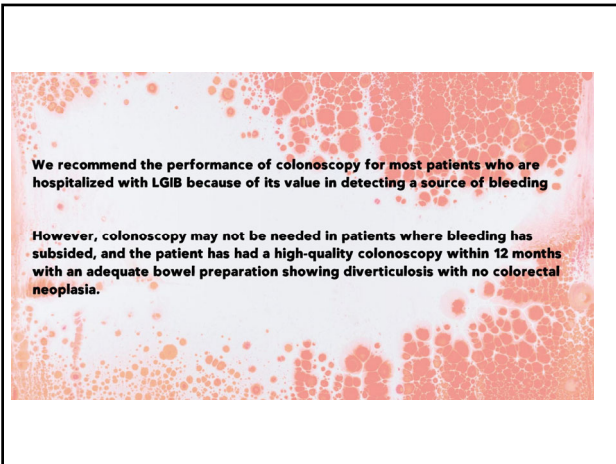 We recommend the performance of colonoscopy for most patients who are
hospitalized with LGIB because of its value in detecting a source of bleeding
However, colonoscopy may not be needed in patients where bleeding has
subsided, and the patient has had a high-quality colonoscopy within 12 months
with an adequate bowel preparation showing diverticulosis with no colorectal
neoplasia.